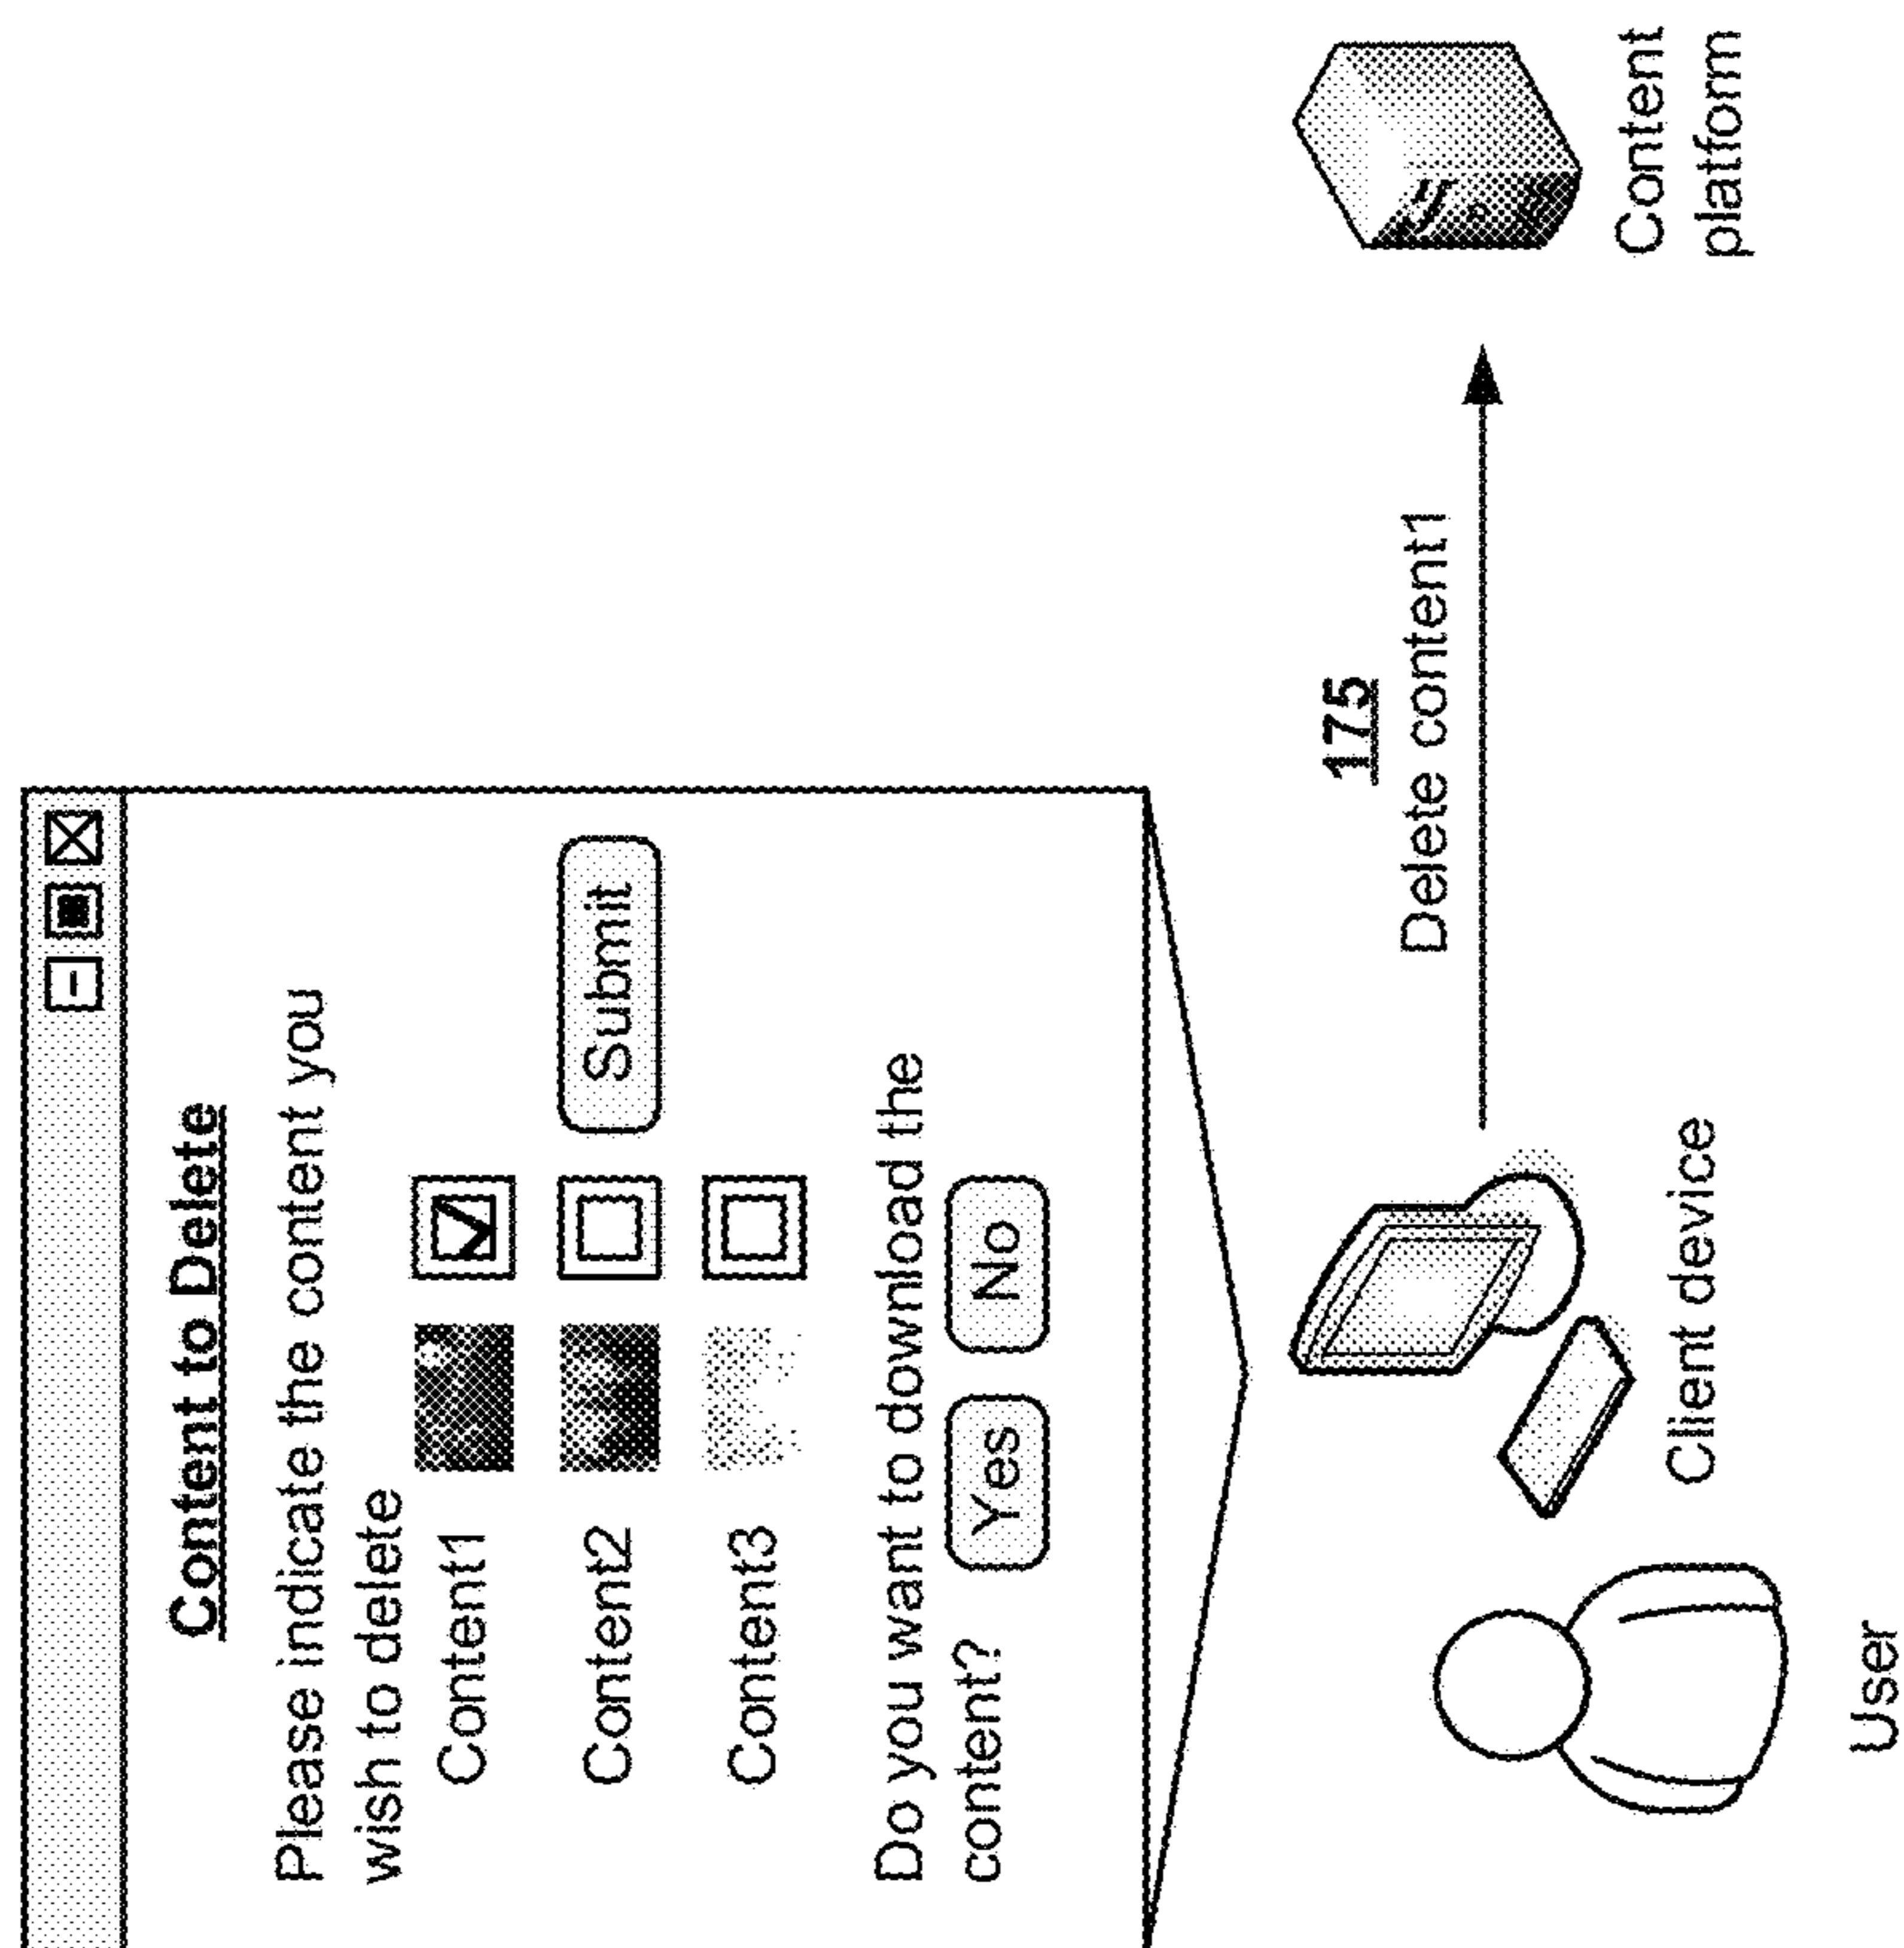 Content to Delete
Please indicate the content you
wish to delete
Content1
Content2
Submit
Content3
Do you want to download the
content?
Yes
No
175
Delete content1
User
Client device
Content
platform